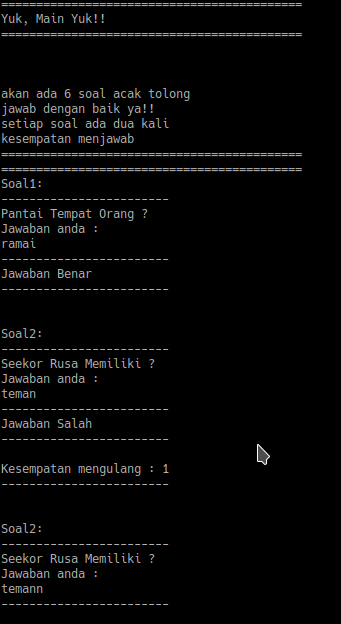 ===========================================
Yuk, Main Yuk!!
===========================================
akan ada 6 soal acak tolong
jawab dengan baik ya!!
setiap soal ada dua kali
kesempatan menjawab
===========================================
===========================================
Soal1:
------------------------
Pantai Tempat Orang ?
Jawaban anda :
ramai
------------------------
Jawaban Benar
------------------------
Soal2:
------------------------
Seekor Rusa Memiliki ?
Jawaban anda :
teman
------------------------
Jawaban Salah
------------------------
Kesempatan mengulang : 1
------------------------
Soal2:
------------------------
Seekor Rusa Memiliki ?
Jawaban anda :
temann
------------------------